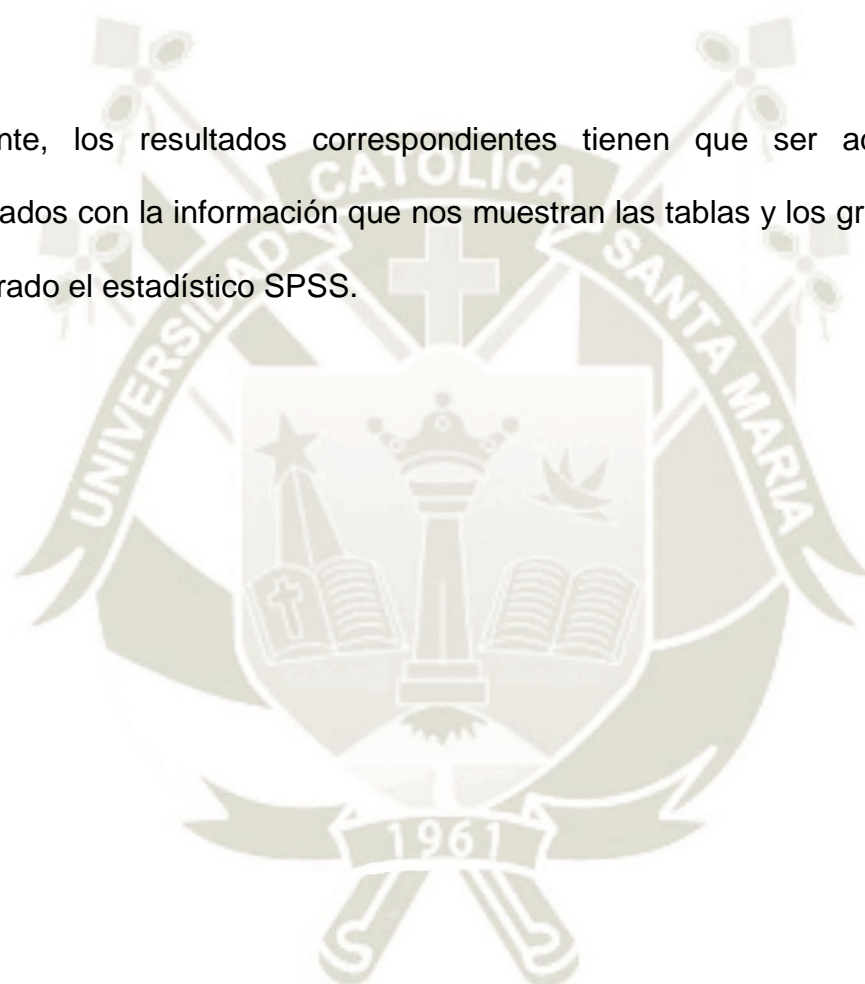 nte, los resultados correspondientes tienen que ser ac
ados con la información que nos muestran las tablas y los gr
rado el estadístico SPSS.
UNIVERSIDAD CATOLICA SANTA MARIA
1961